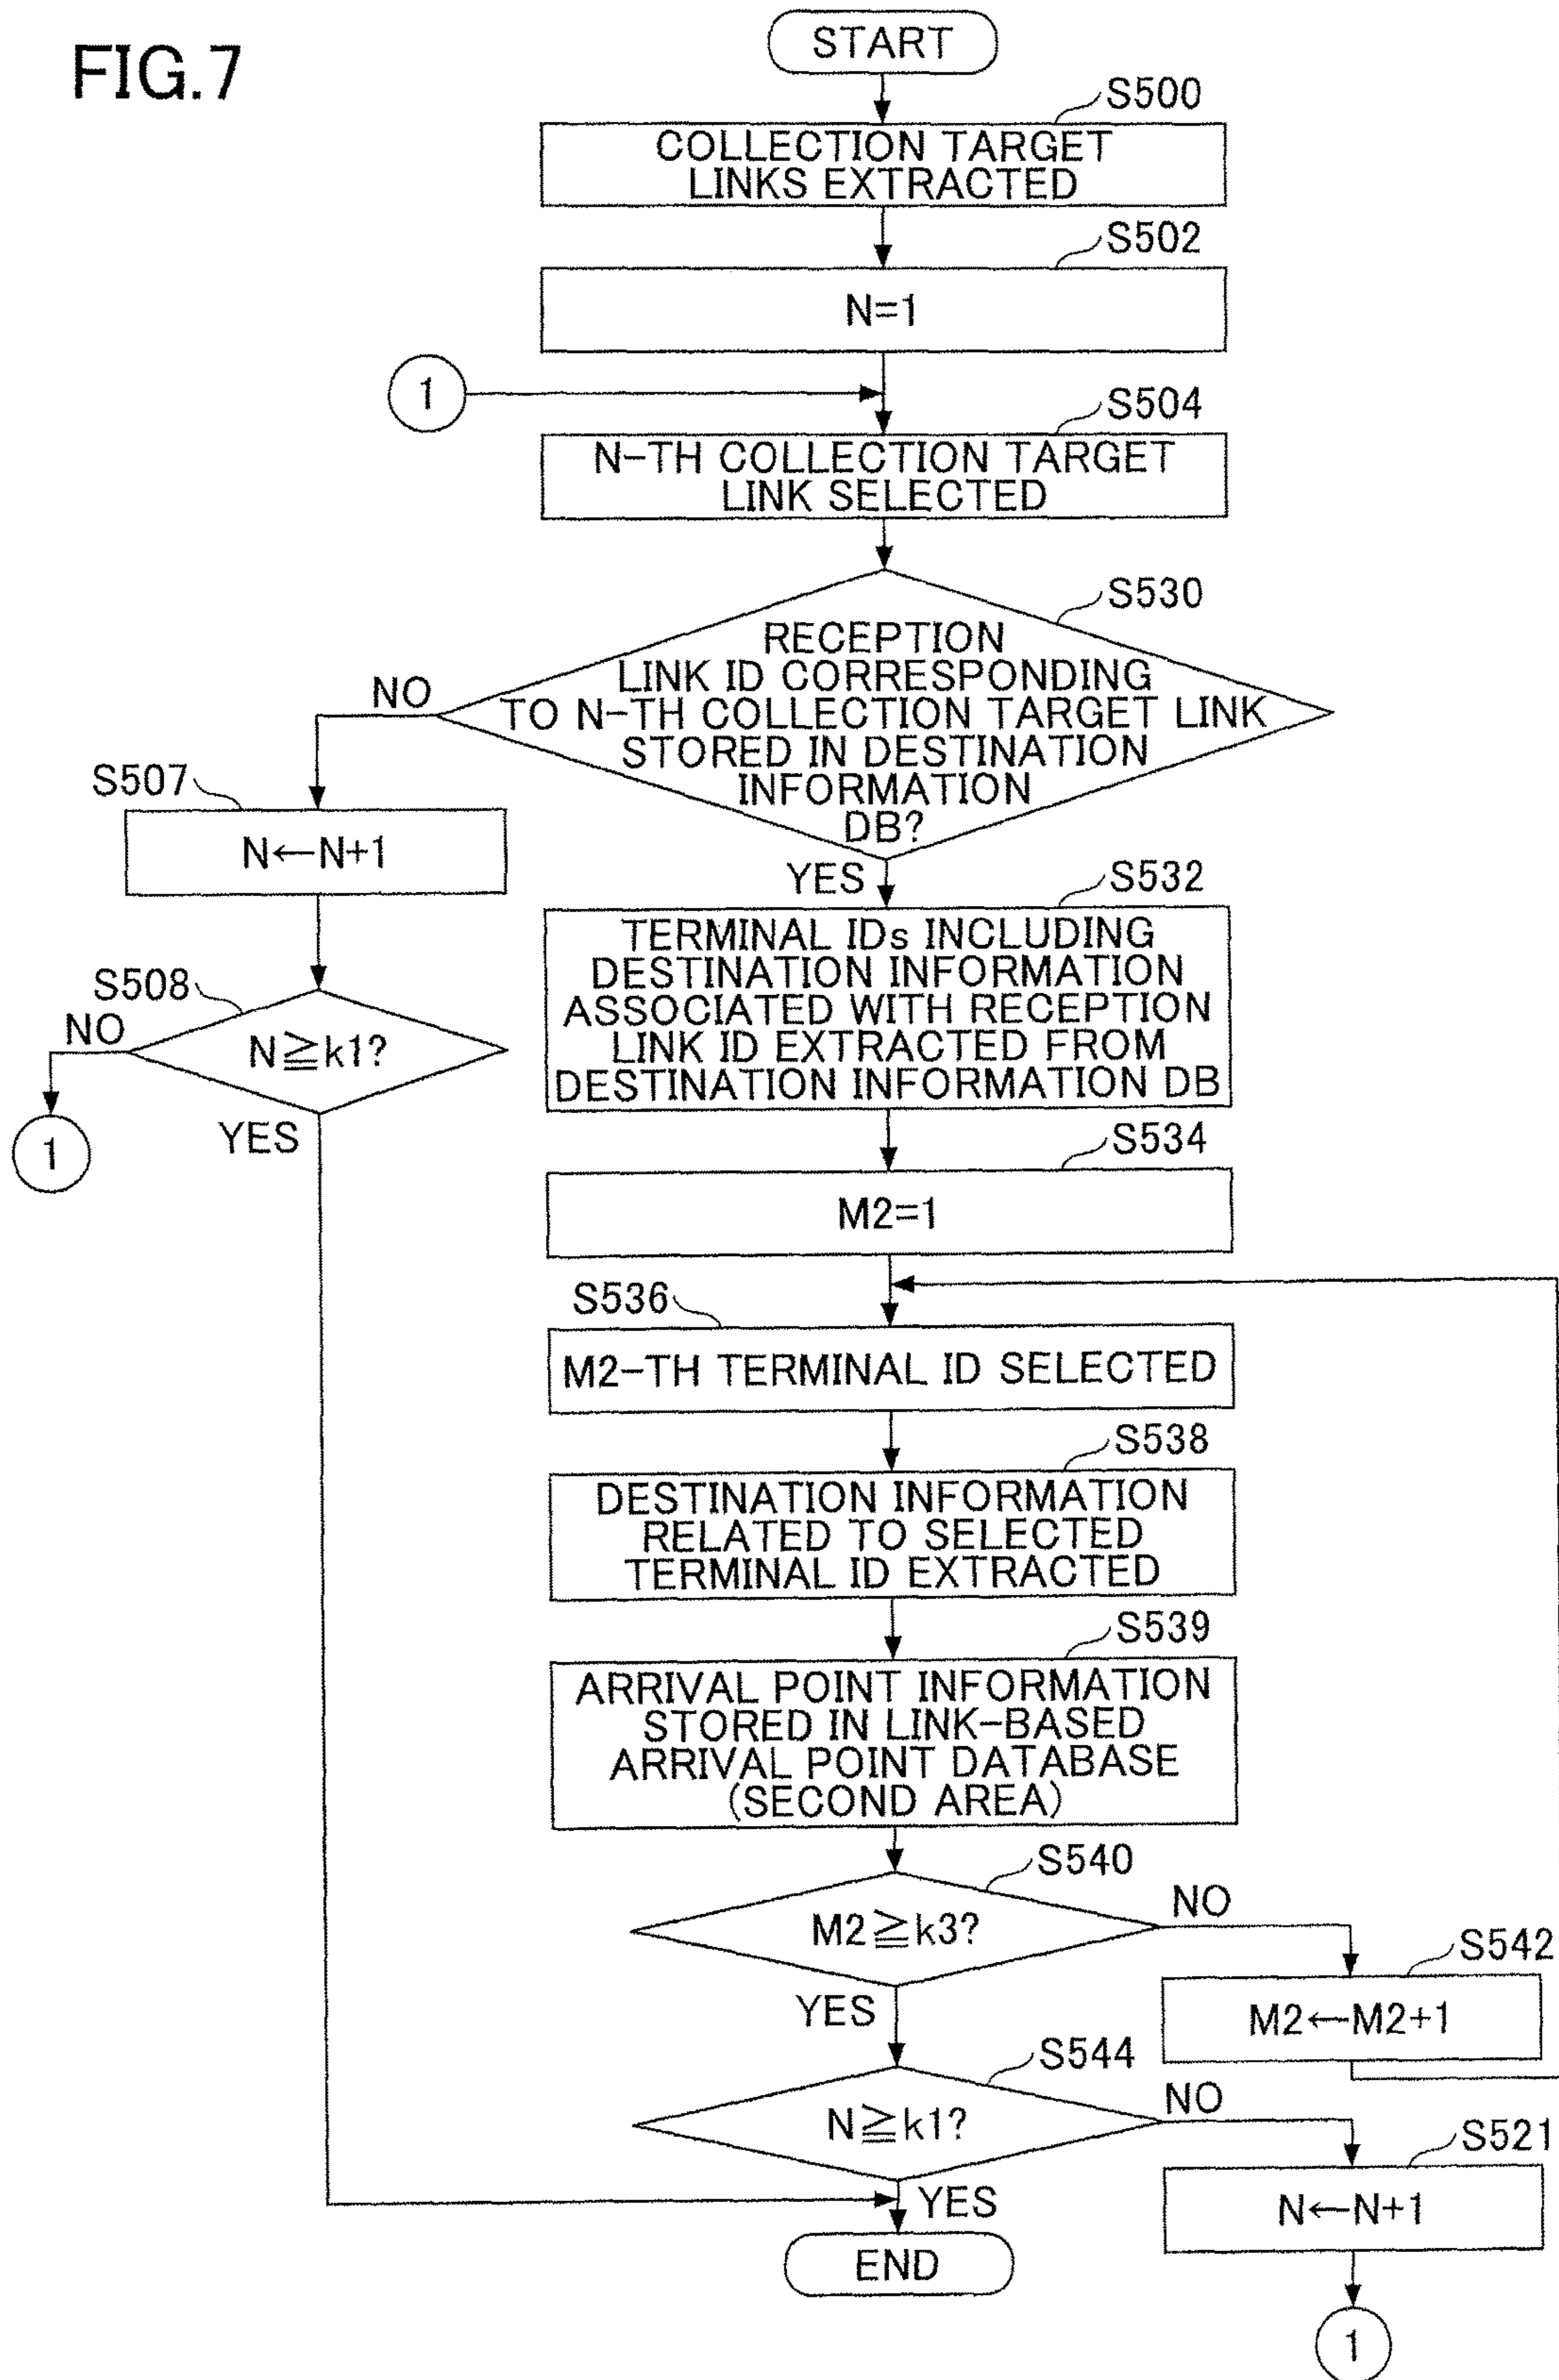 FIG.7
START
S500
COLLECTION TARGET
LINKS EXTRACTED
S502
N=1
1
S504
N-TH COLLECTION TARGET
LINK SELECTED
S530
RECEPTION
LINK ID CORRESPONDING
TO N-TH COLLECTION TARGET LINK
STORED IN DESTINATION
INFORMATION
DB?
NO
YES
S507
N←N+1
S508
N≧k1?
NO
1
YES
S532
TERMINAL IDs INCLUDING
DESTINATION INFORMATION
ASSOCIATED WITH RECEPTION
LINK ID EXTRACTED FROM
DESTINATION INFORMATION DB
S534
M2=1
S536
M2-TH TERMINAL ID SELECTED
S538
DESTINATION INFORMATION
RELATED TO SELECTED
TERMINAL ID EXTRACTED
S539
ARRIVAL POINT INFORMATION
STORED IN LINK-BASED
ARRIVAL POINT DATABASE
(SECOND AREA)
S540
M2≧k3?
NO
S542
M2←M2+1
YES
S544
N≧k1?
NO
S521
N←N+1
1
YES
END